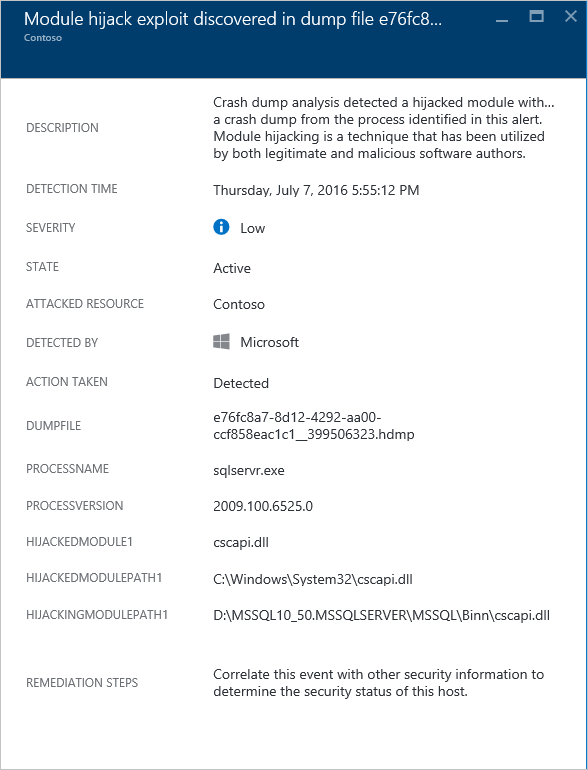 Module hijack exploit discovered in dump file e76fc8...
Contoso
DESCRIPTION
Crash dump analysis detected a hijacked module with...
a crash dump from the process identified in this alert.
Module hijacking is a technique that has been utilized
by both legitimate and malicious software authors.
DETECTION TIME
Thursday, July 7, 2016 5:55:12 PM
SEVERITY
Low
STATE
Active
ATTACKED RESOURCE
Contoso
DETECTED BY
Microsoft
ACTION TAKEN
Detected
DUMPFILE
e76fc8a7-8d12-4292-aa00-
ccf858eac1c1__399506323.hdmp
PROCESSNAME
sqlservr.exe
PROCESSVERSION
2009.100.6525.0
HIJACKEDMODULE1
cscapi.dll
HIJACKEDMODULEPATH1
C:\Windows\System32\cscapi.dll
HIJACKINGMODULEPATH1
D:\MSSQL10_50.MSSQLSERVER\MSSQL\Binn\cscapi.dll
REMEDIATION STEPS
Correlate this event with other security information to
determine the security status of this host.